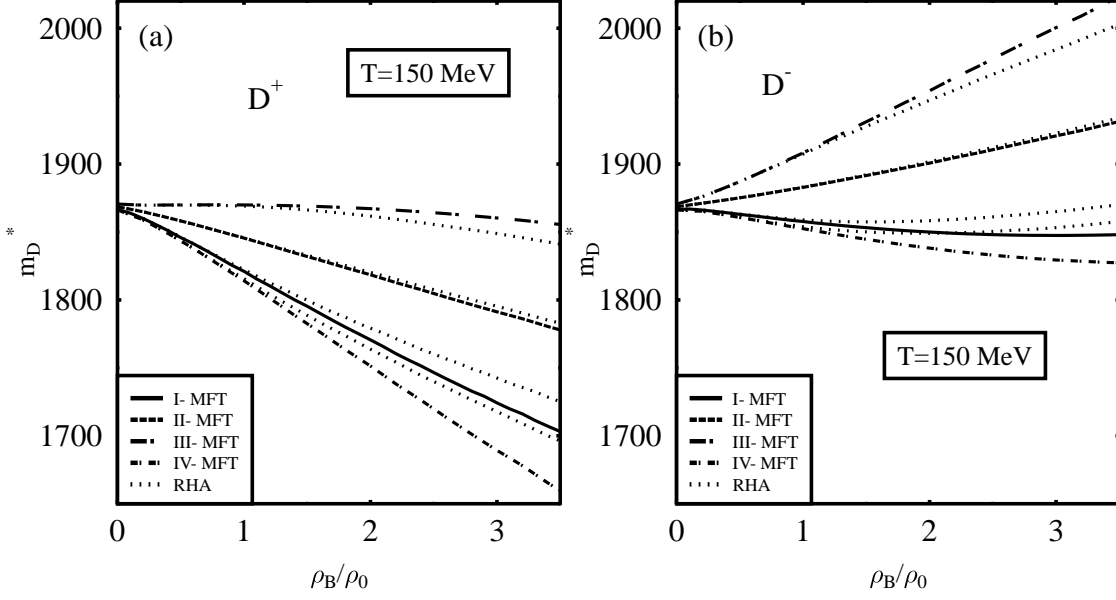 2000
(a)
T=150 MeV
D+
1900
mD*
1800
1700
I- MFT
II- MFT
III- MFT
IV- MFT
RHA
0 1 2 3
ρB/ρ0
2000
(b)
D-
1900
mD*
1800
T=150 MeV
1700
I- MFT
II- MFT
III- MFT
IV- MFT
RHA
0 1 2 3
ρB/ρ0